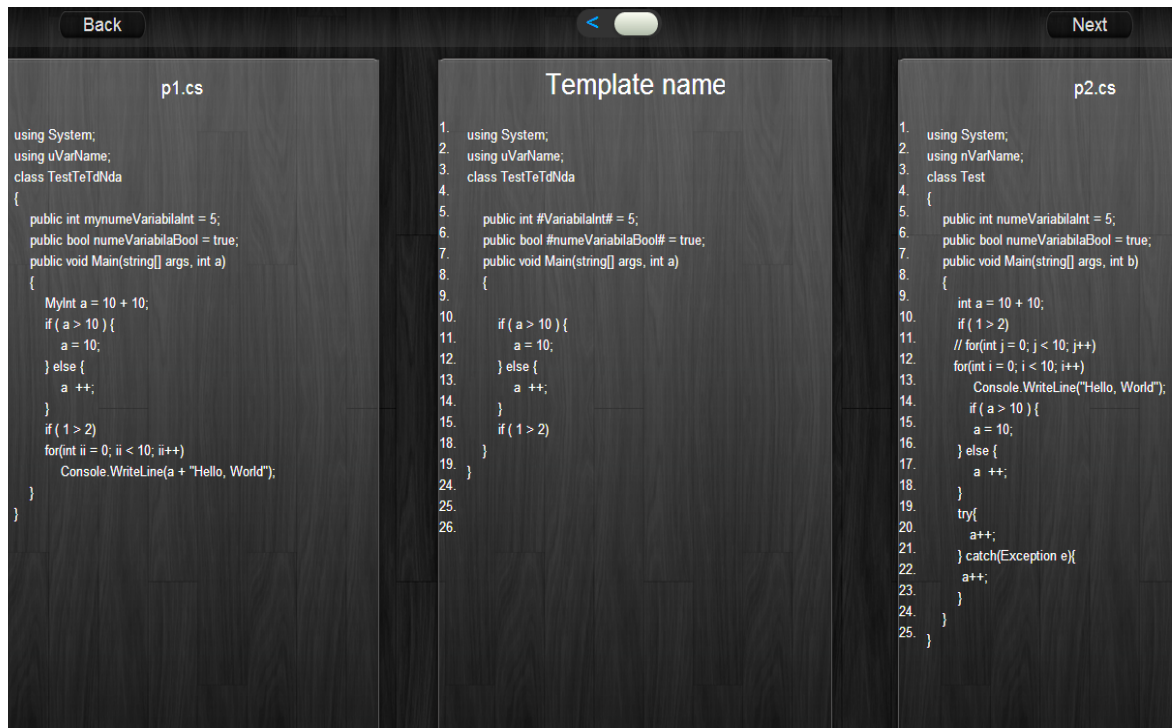 Back
<
Next
p1.cs
using System;
using uVarName;
class TestTeTdNda
{
public int mynumeVariabilaInt = 5;
public bool numeVariabilaBool = true;
public void Main(string[] args, int a)
{
MyInt a = 10 + 10;
if ( a > 10 ) {
a = 10;
} else {
a ++;
}
if ( 1 > 2)
for(int ii = 0; ii < 10; ii++)
Console.WriteLine(a + "Hello, World");
}
}
Template name
1. using System;
2. using uVarName;
3. class TestTeTdNda
4.
5. public int #VariabilaInt# = 5;
6. public bool #numeVariabilaBool# = true;
7. public void Main(string[] args, int a)
8. {
9.
10. if ( a > 10 ) {
11. a = 10;
12. } else {
13. a ++;
14. }
15. if ( 1 > 2)
18. }
19. }
24.
25.
26.
p2.cs
1. using System;
2. using nVarName;
3. class Test
4. {
5. public int numeVariabilaInt = 5;
6. public bool numeVariabilaBool = true;
7. public void Main(string[] args, int b)
8. {
9. int a = 10 + 10;
10. if ( 1 > 2)
11. // for(int j = 0; j < 10; j++)
12. for(int i = 0; i < 10; i++)
13. Console.WriteLine("Hello, World");
14. if ( a > 10 ) {
15. a = 10;
16. } else {
17. a ++;
18. }
19. try{
20. a++;
21. } catch(Exception e){
22. a++;
23. }
24. }
25. }